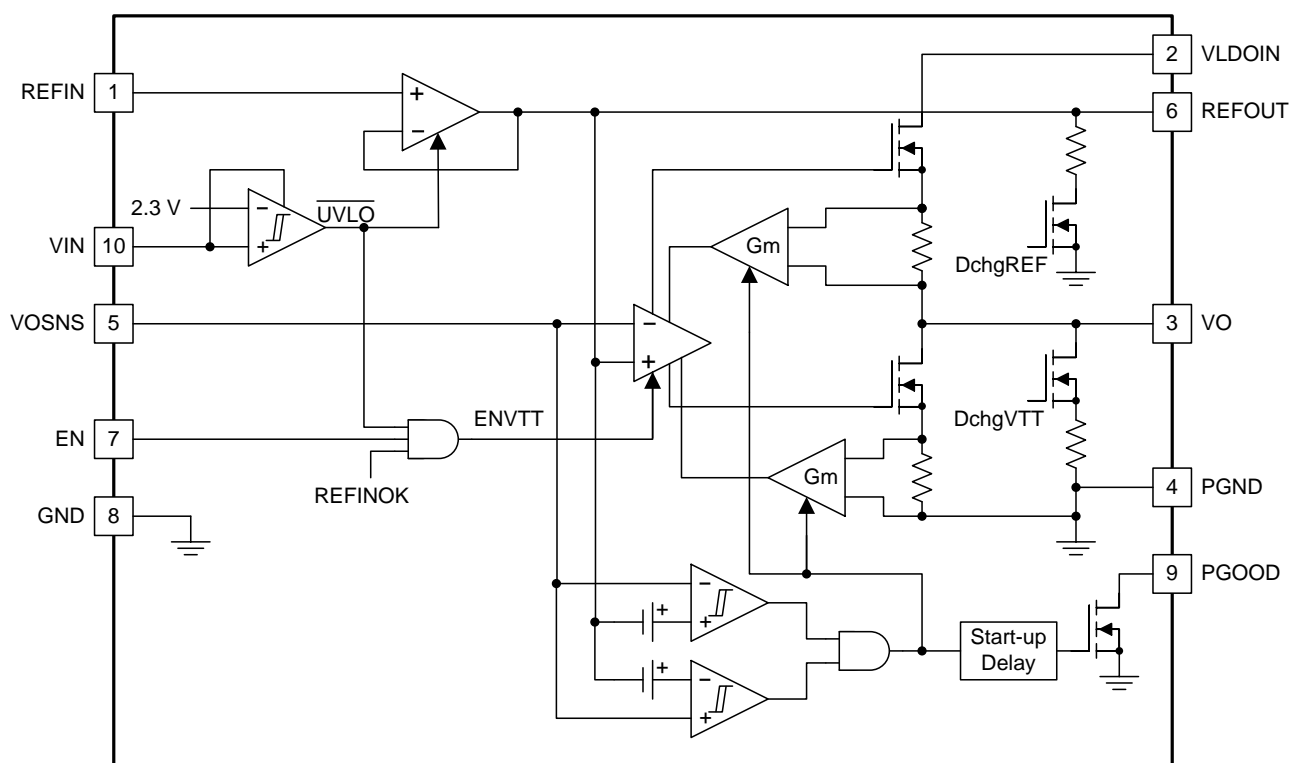 2 VLDOIN
REFIN 1
+
−
6 REFOUT
2.3 V
−
+
UVLO
VIN 10
Gm
DchgREF
VOSNS 5
−
+
3 VO
EN 7
ENVTT
DchgVTT
REFINOK
Gm
4 PGND
GND 8
9 PGOOD
−
+
+
Start-up
Delay
+
−
+